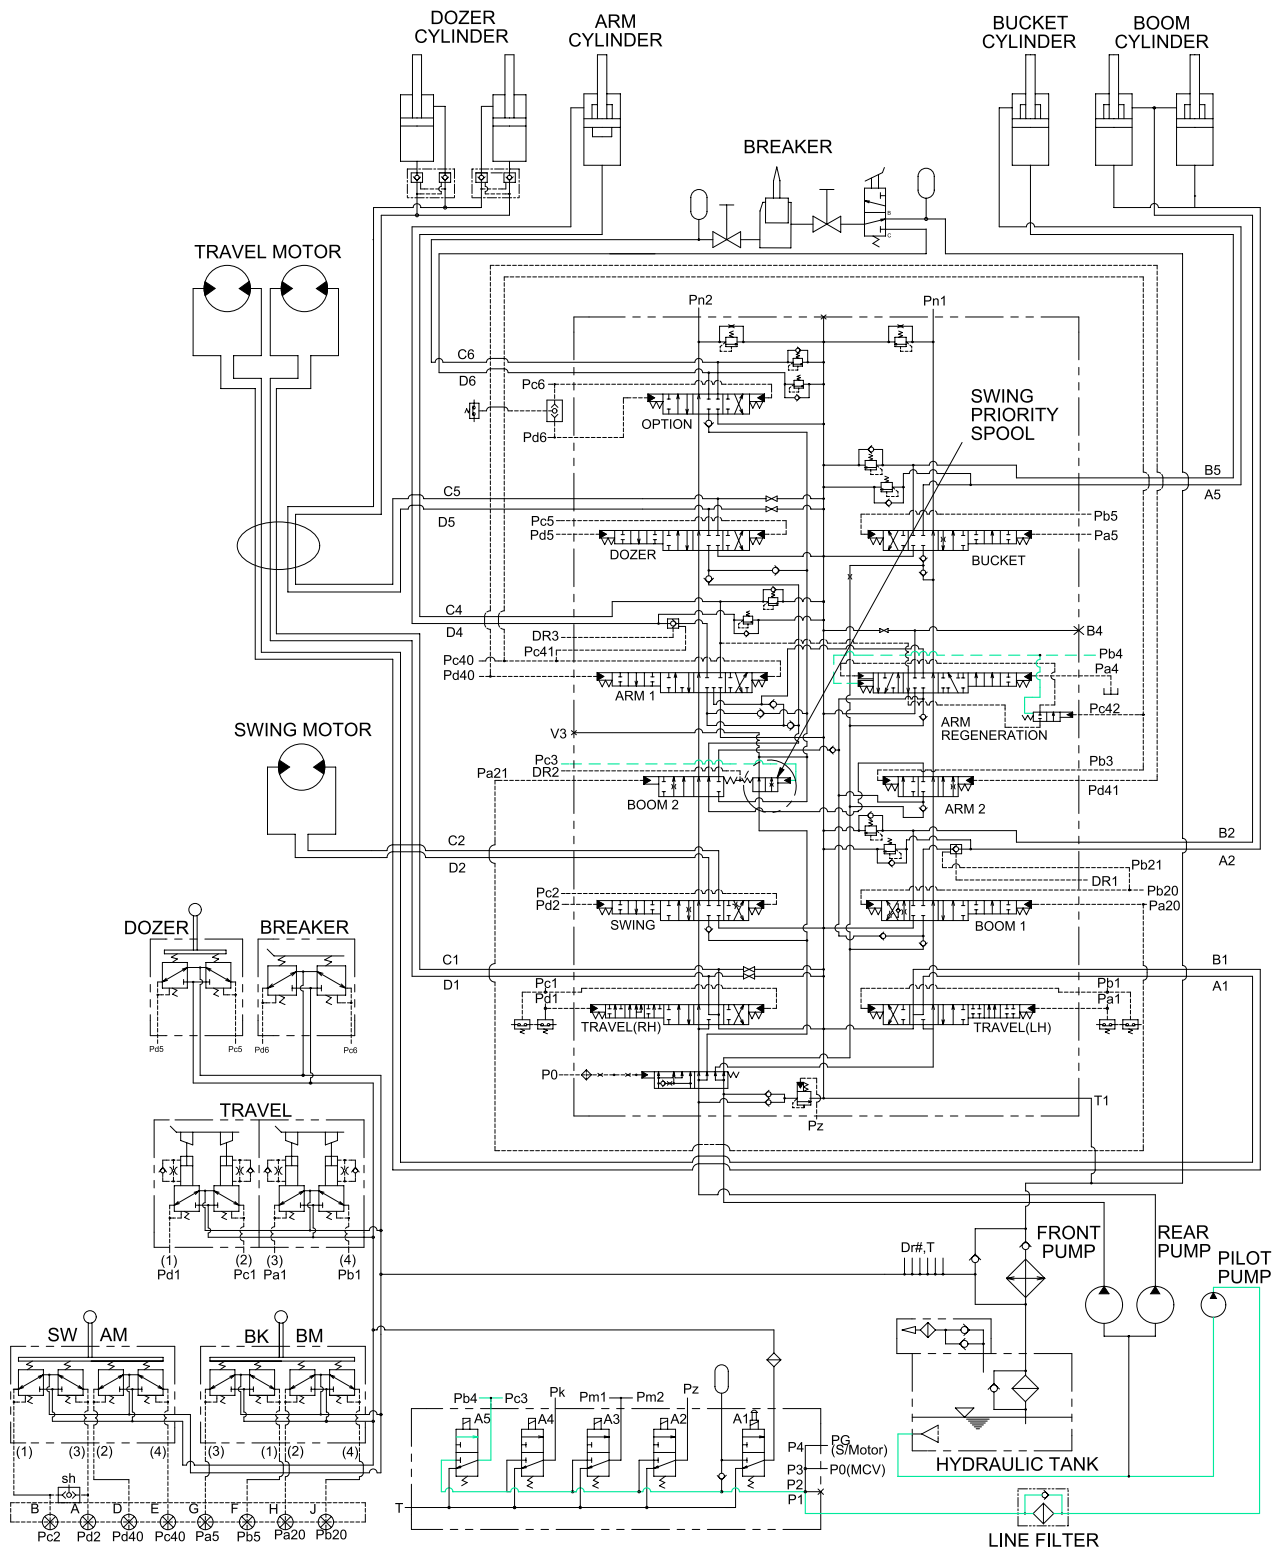 DOZER
CYLINDER
ARM
CYLINDER
BUCKET
CYLINDER
BOOM
CYLINDER
BREAKER
B
C
TRAVEL MOTOR
Pn2
Pn1
C6
D6
Pc6
Pd6
OPTION
SWING
PRIORITY
SPOOL
B5
A5
C5
D5
Pc5
Pd5
DOZER
Pb5
Pa5
BUCKET
C4
D4
DR3
Pc41
Pc40
Pd40
ARM 1
B4
Pb4
Pa4
Pc42
ARM
REGENERATION
SWING MOTOR
V3
Pc3
DR2
Pa21
BOOM 2
Pb3
Pd41
ARM 2
C2
D2
B2
A2
Pb21
DR1
Pc2
Pd2
SWING
Pb20
Pa20
BOOM 1
DOZER
BREAKER
C1
D1
B1
A1
Pc1
Pd1
TRAVEL(RH)
Pb1
Pa1
TRAVEL(LH)
Pd5
Pc5
Pd6
Pc6
P0
Pz
T1
TRAVEL
(1)
Pd1
(2)
Pc1
(3)
Pa1
(4)
Pb1
Dr#,T
FRONT
PUMP
REAR
PUMP
PILOT
PUMP
SW
AM
BK
BM
(1)
(3)
(2)
(4)
(3)
(1)
(2)
(4)
sh
B
A
D
E
G
F
H
J
Pc2
Pd2
Pd40
Pc40
Pa5
Pb5
Pa20
Pb20
Pb4
Pc3
Pk
Pm1
Pm2
Pz
A5
A4
A3
A2
A1
T
P4
PG
(S/Motor)
P3
P0(MCV)
P2
P1
HYDRAULIC TANK
LINE FILTER